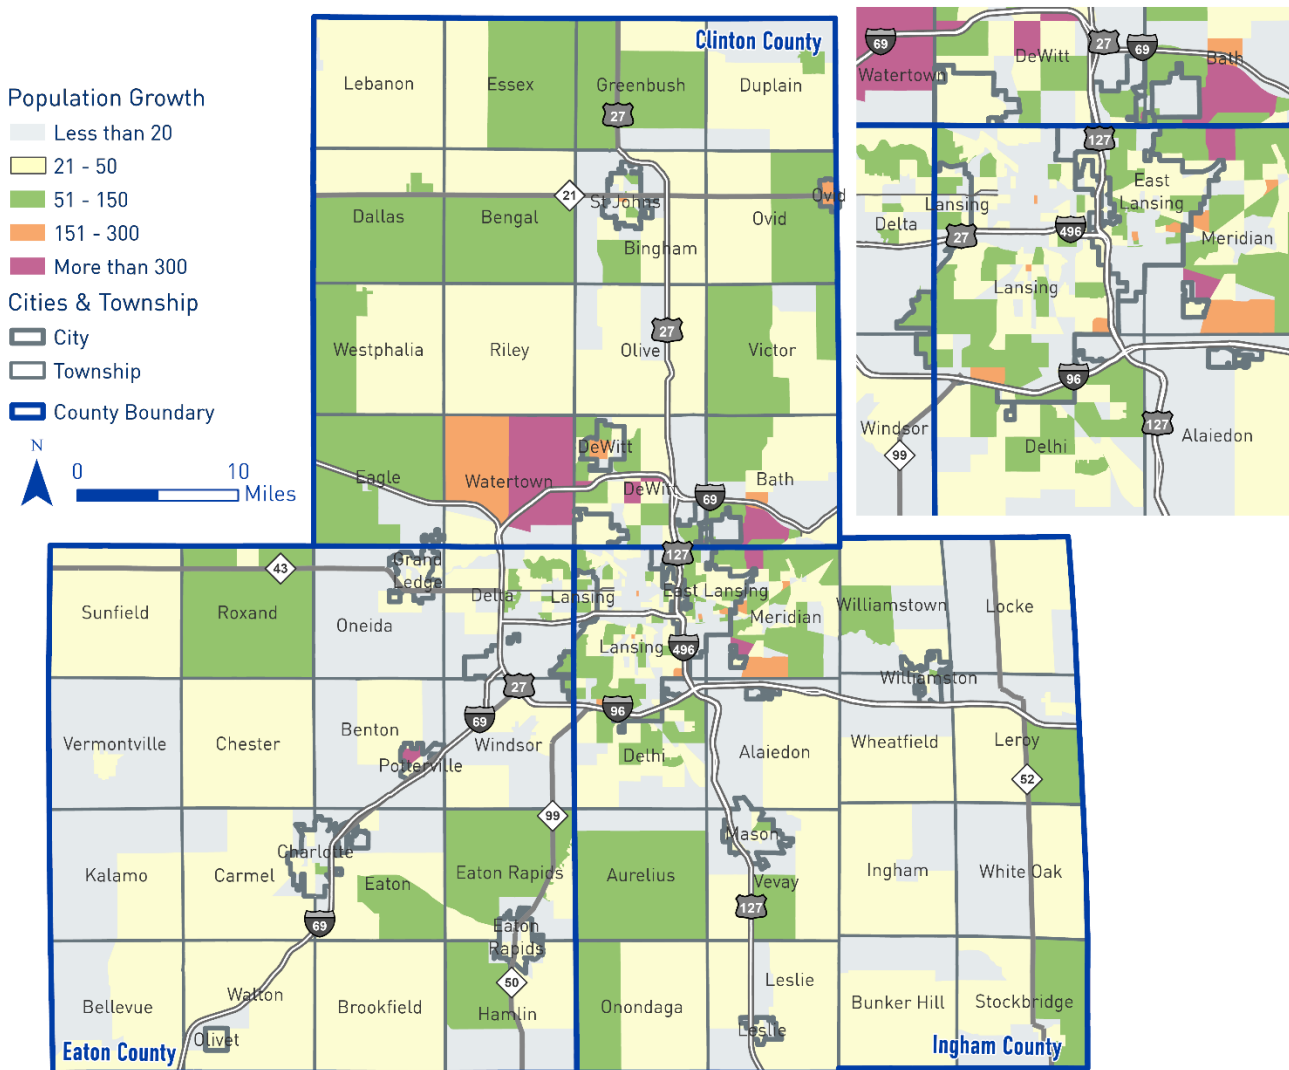 Population Growth
Less than 20
21 - 50
51 - 150
151 - 300
More than 300
Cities & Township
City
Township
County Boundary
N
0 10
Miles
Clinton County
Lebanon
Essex
Greenbush
Duplain
27
21
Dallas
Bengal
St Johns
Bingham
Ovid
Ovid
Westphalia
Riley
Olive
27
Victor
Eagle
Watertown
DeWitt
DeWitt
69
Bath
Eaton County
43
Sunfield
Roxand
Oneida
Grand
Ledge
Delta
Lansing
127
East Lansing
Meridian
Williamstown
Locke
Lansing
496
Williamston
27
69
96
Vermontville
Chester
Benton
Potterville
Windsor
Delhi
Alaiedon
Wheatfield
Leroy
52
99
Kalamo
Carmel
Charlotte
Eaton
Eaton Rapids
Aurelius
Mason
Vevay
127
Ingham
White Oak
69
Eaton
Rapids
50
Bellevue
Walton
Olivet
Brookfield
Hamlin
Onondaga
Leslie
Leslie
Bunker Hill
Stockbridge
Ingham County
69
Watertown
DeWitt
27
69
Bath
127
East
Lansing
Lansing
Delta
27
496
Meridian
Lansing
96
Windsor
99
Delhi
127
Alaiedon